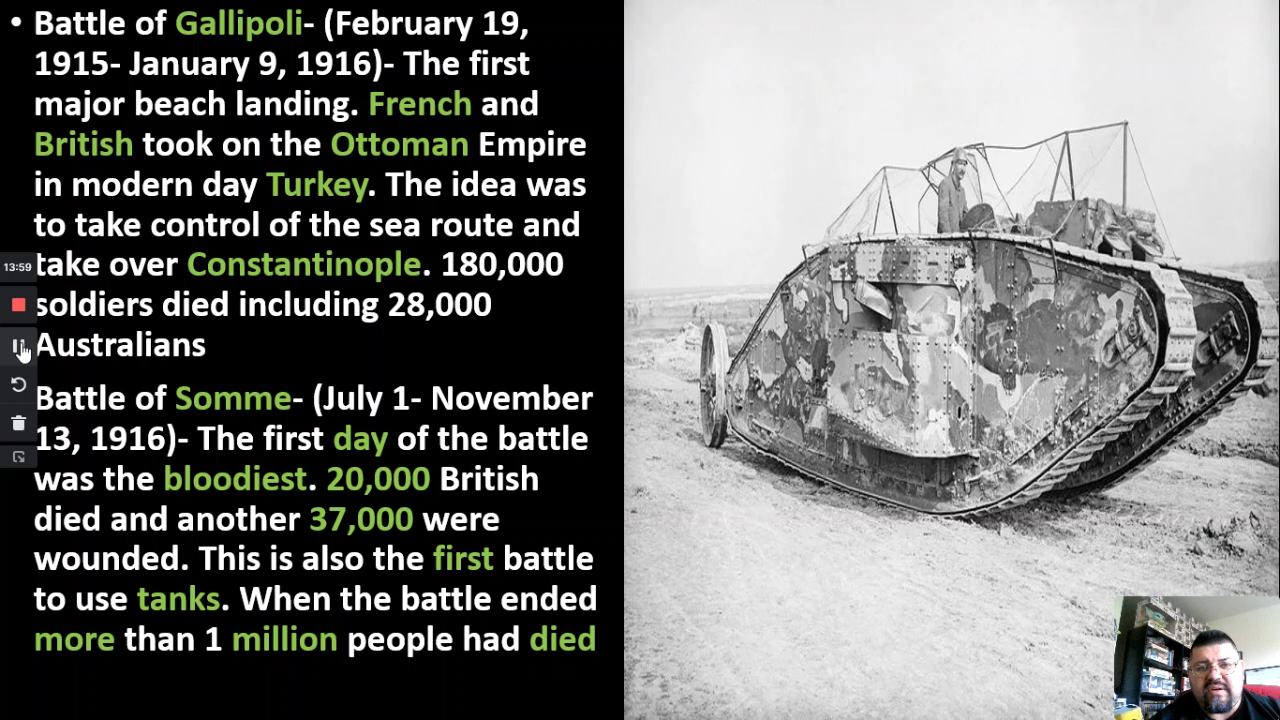 • Battle of Gallipoli- (February 19,
1915- January 9, 1916)- The first
major beach landing. French and
British took on the Ottoman Empire
in modern day Turkey. The idea was
to take control of the sea route and
take over Constantinople. 180,000
13:59
soldiers died including 28,000
Australians
Battle of Somme- (July 1- November
13, 1916)- The first day of the battle
was the bloodiest. 20,000 British
died and another 37,000 were
wounded. This is also the first battle
to use tanks. When the battle ended
more than 1 million people had died